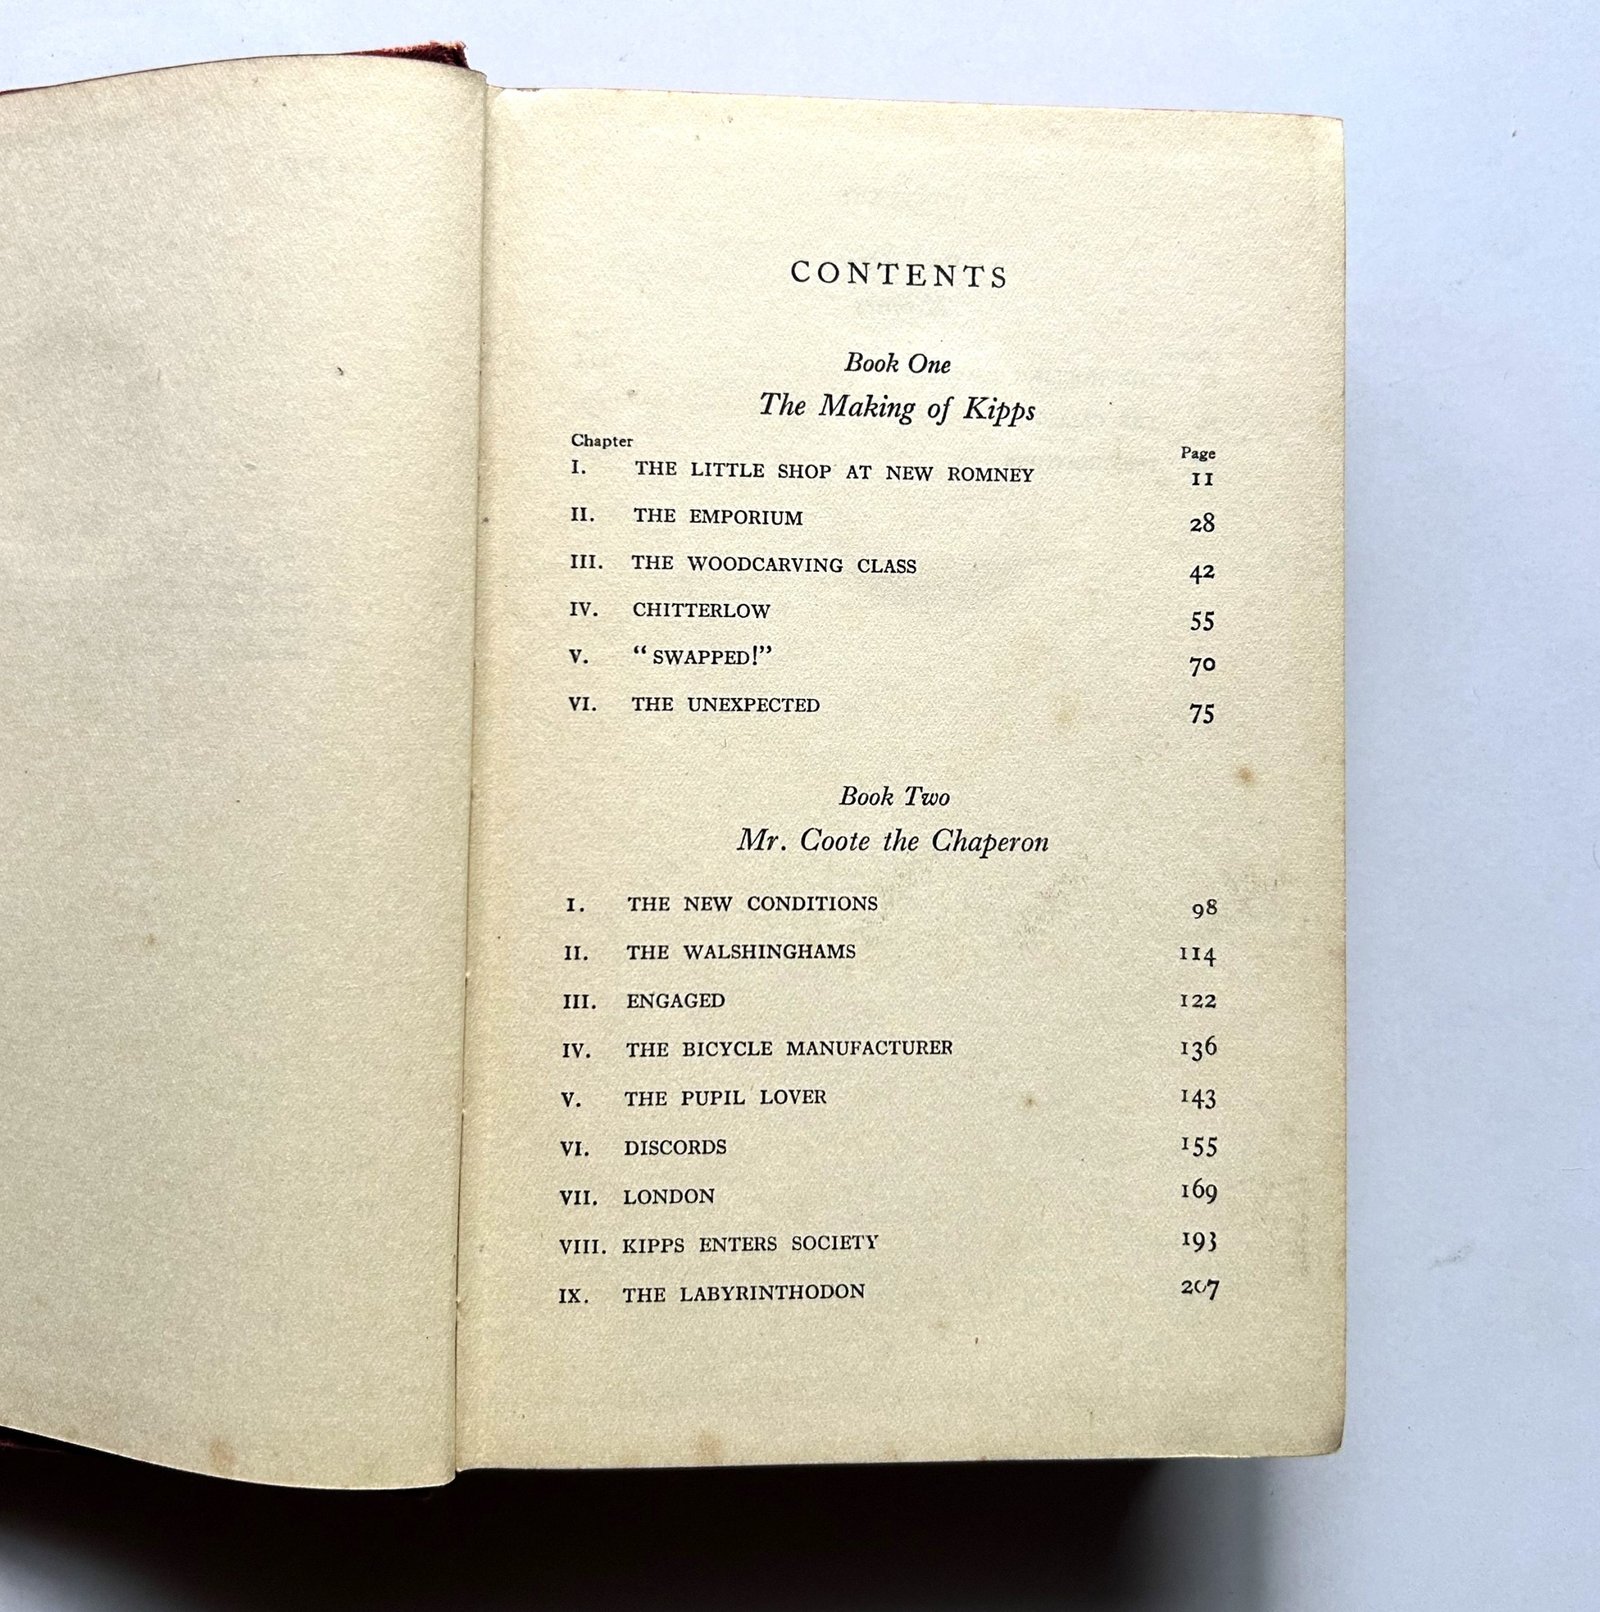 CONTENTS
Book One
The Making of Kipps
Chapter Page
I. THE LITTLE SHOP AT NEW ROMNEY 11
II. THE EMPORIUM 28
III. THE WOODCARVING CLASS 42
IV. CHITTERLOW 55
V. “SWAPPED!” 70
VI. THE UNEXPECTED 75
Book Two
Mr. Coote the Chaperon
I. THE NEW CONDITIONS 98
II. THE WALSHINGHAMS 114
III. ENGAGED 122
IV. THE BICYCLE MANUFACTURER 136
V. THE PUPIL LOVER 143
VI. DISCORDS 155
VII. LONDON 169
VIII. KIPPS ENTERS SOCIETY 193
IX. THE LABYRINTHODON 207